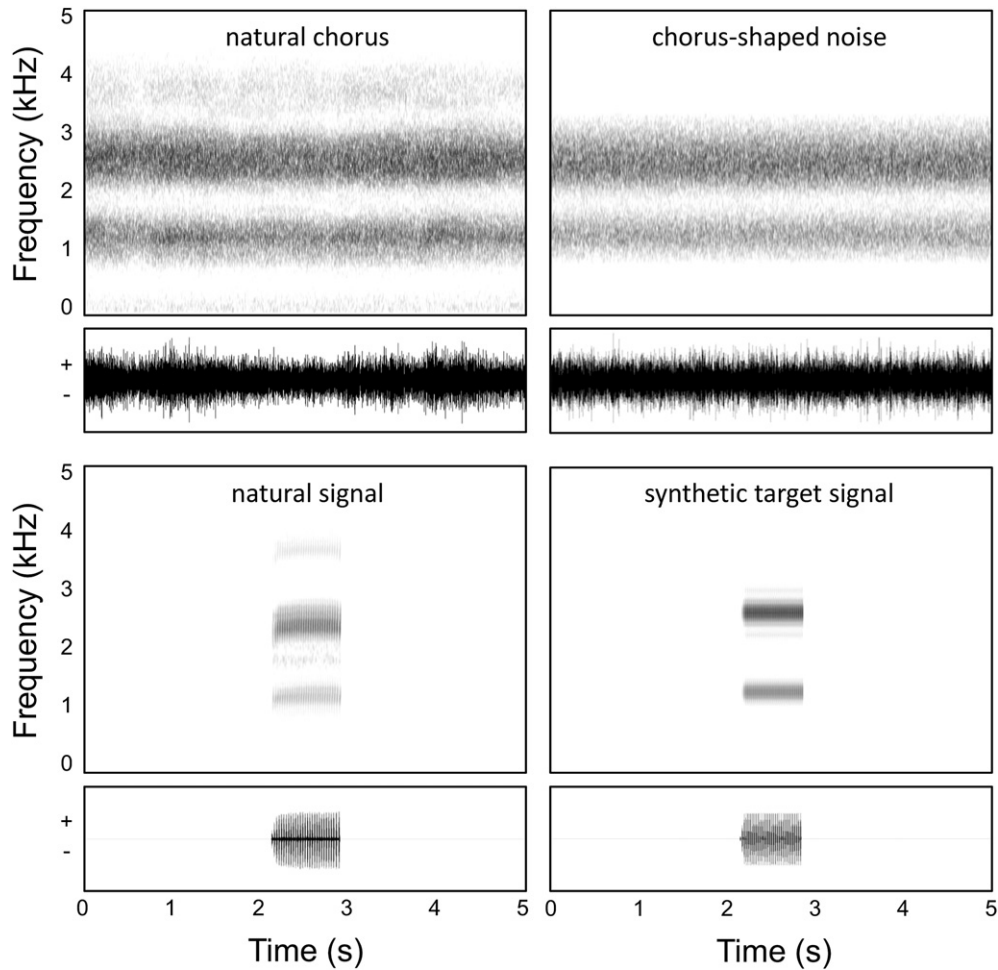 5
natural chorus
chorus-shaped noise
4
3
2
1
0
Frequency (kHz)
+
-
5
natural signal
synthetic target signal
4
3
2
1
0
Frequency (kHz)
+
-
0 1 2 3 4 5
0 1 2 3 4 5
Time (s)
Time (s)